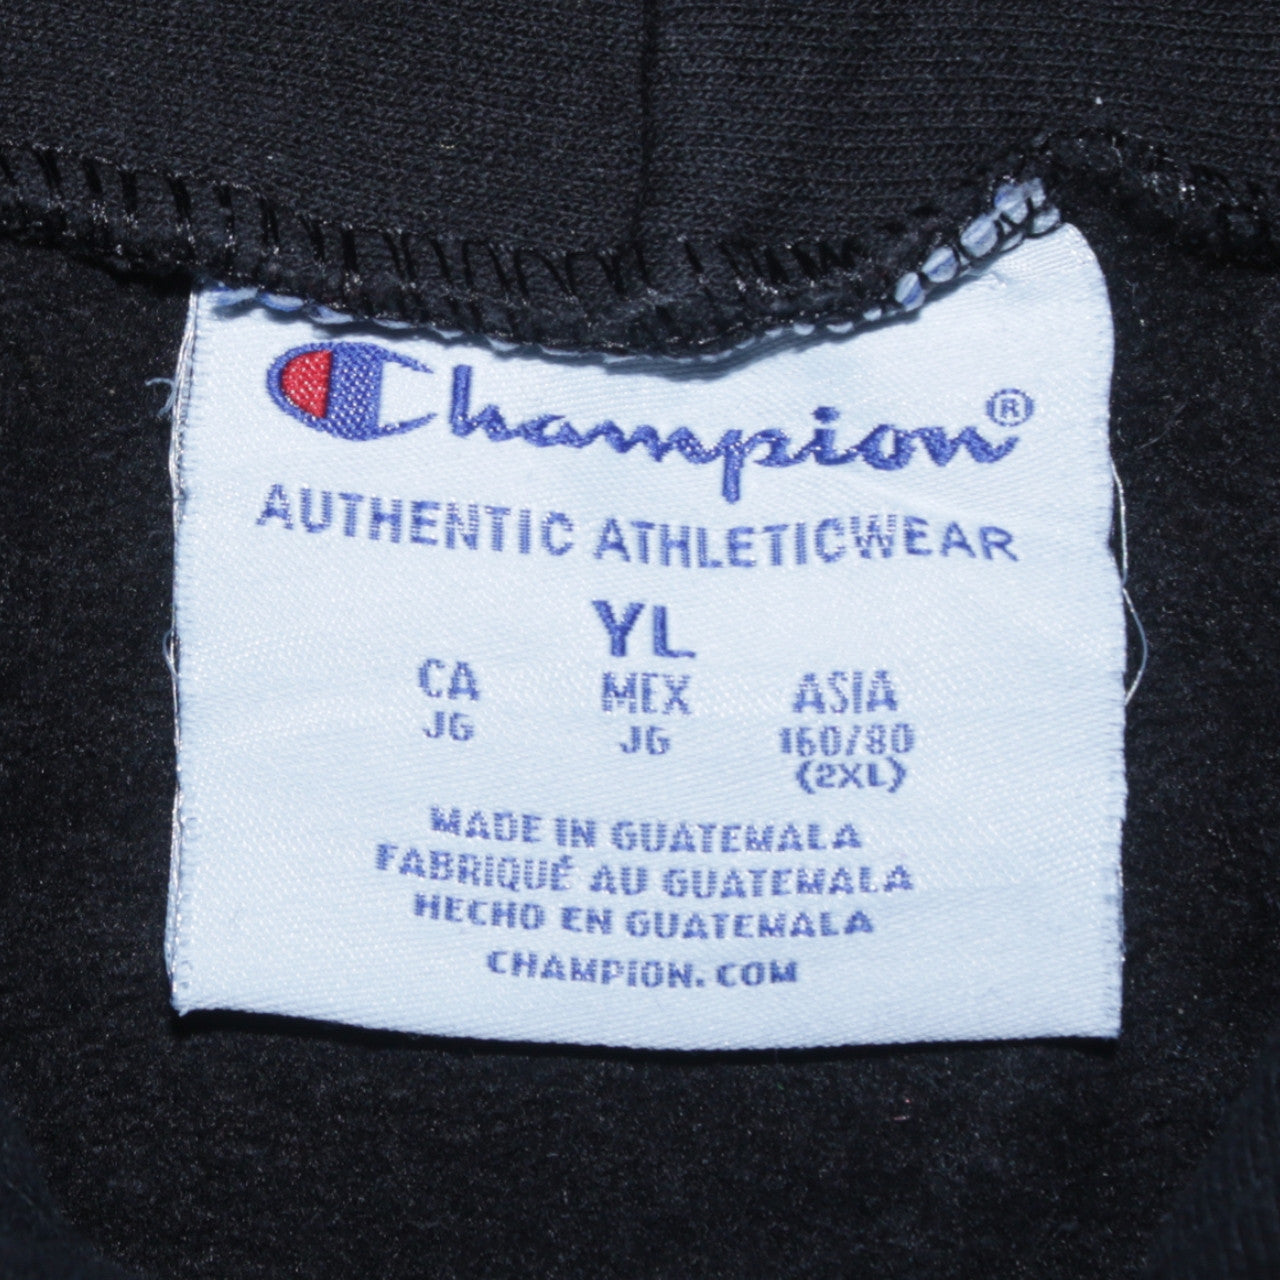 Champion®
AUTHENTIC ATHLETICWEAR
YL
CA MEX ASIA
JG JG 160/80
(2XL)
MADE IN GUATEMALA
FABRIQUÉ AU GUATEMALA
HECHO EN GUATEMALA
CHAMPION.COM